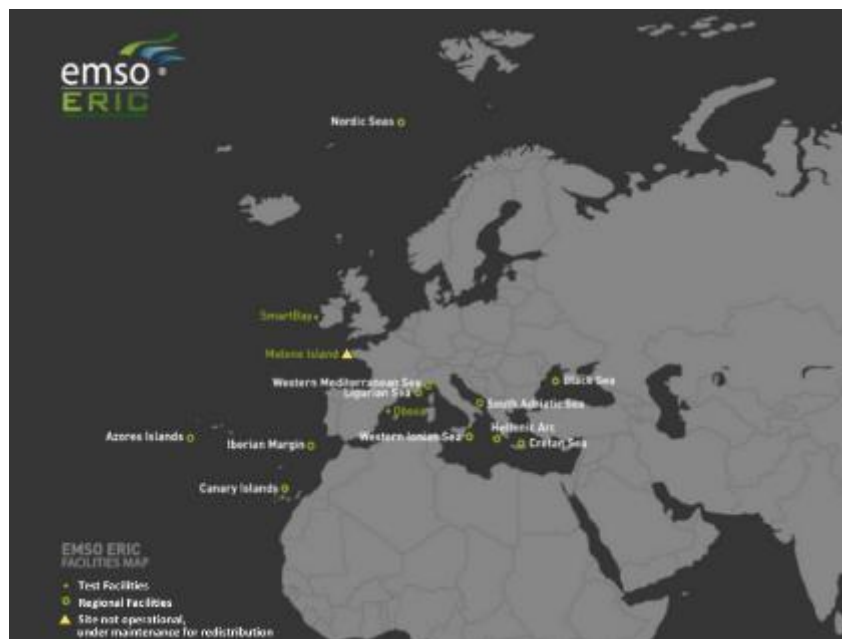 emso
ERIC
Nordic Seas
SmartBay
Molene Island
Western Mediterranean Sea
Ligurian Sea
Obsea
Black Sea
South Adriatic Sea
Western Ionian Sea
Hellenic Arc
Cretan Sea
Azores Islands
Iberian Margin
Canary Islands
EMSO ERIC
FACILITIES MAP
Test Facilities
Regional Facilities
Site not operational,
under maintenance for redistribution